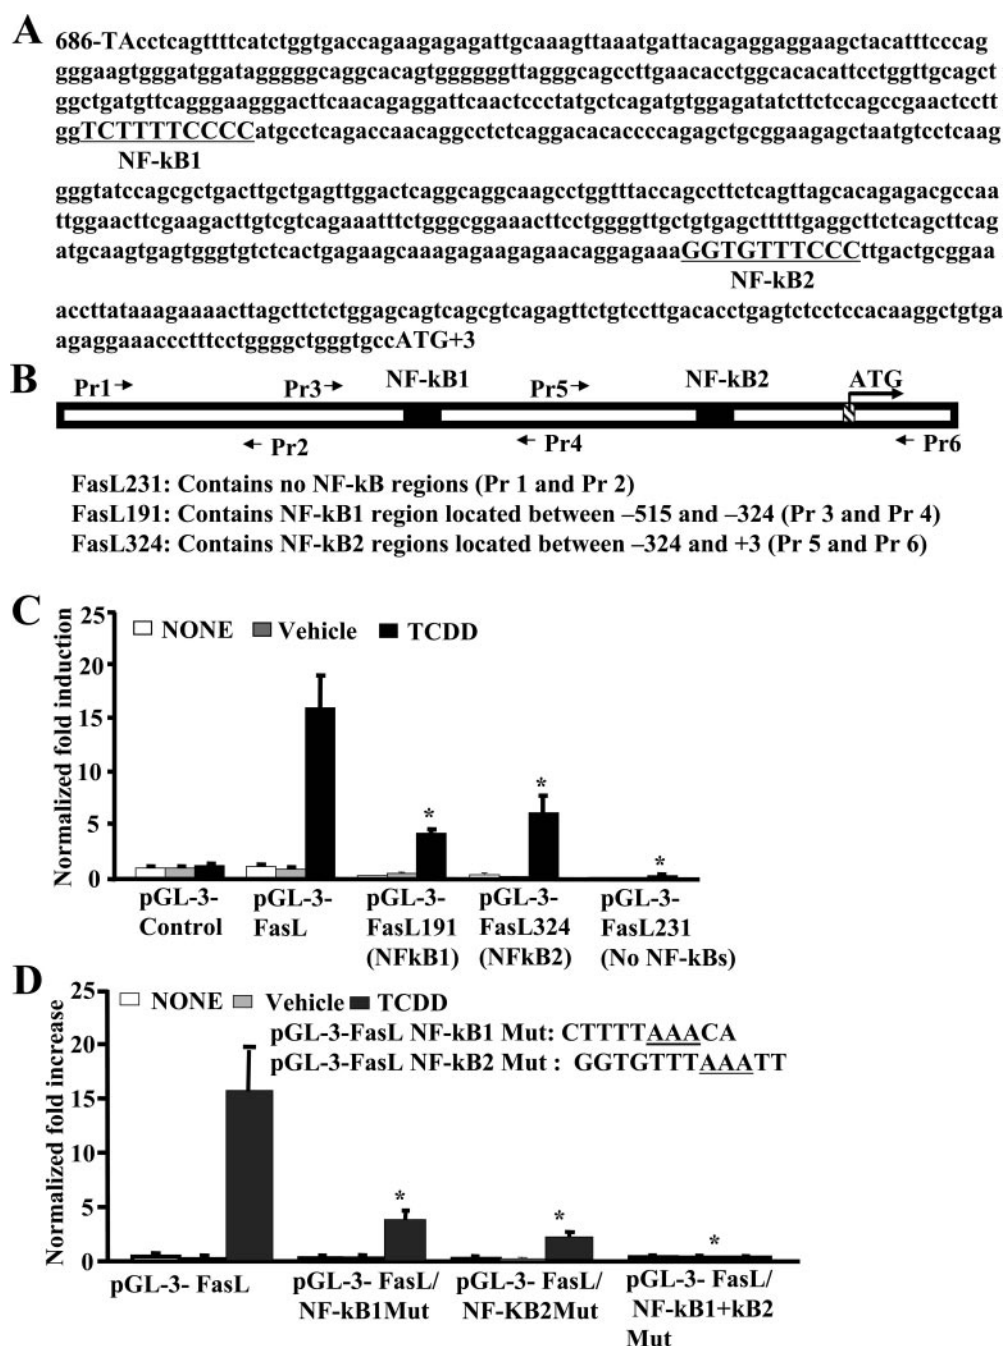 A
686-TAcctcagttttcatctggtgaccagaagagagattgcaaagttaaatgattacagaggaggaagctacatttcccag
gggaagtgggatggatagggggcaggcacagtggggggttagggcagccttgaacacctggcacacattcctggttgcagct
ggctgatgttcagggaagggacttcaacagaggattcaactccctatgctcagatgtggagatatcttctccagccgaactcctt
ggTCTTTTCCCCatgcctcagaccaacaggcctctcaggacacaccccagagctgcggaagagctaatgtcctcaag
NF-kB1
gggtatccagcgctgacttgctgagttggactcaggcaggcaagcctggtttaccagccttctcagttagcacagagacgccaa
ttggaacttcgaagacttgtcgtcagaaatttctgggcggaaacttcctggggttgctgtgagctttttgaggcttctcagcttcag
atgcaagtgagtgggtgtctcactgagaagcaaagagaagagaacaggagaaaGGTGTTTCCCttgactgcggaa
NF-kB2
accttataaagaaaacttagcttctctggagcagtcagcgtcagagttctgtccttgacacctgagtctcctccacaaggctgtga
agaggaaaccctttcctggggctgggtgccATG+3
B
Pr1 Pr3 NF-kB1 Pr5 NF-kB2 ATG
Pr2 Pr4 Pr6
FasL231: Contains no NF-kB regions (Pr 1 and Pr 2)
FasL191: Contains NF-kB1 region located between –515 and –324 (Pr 3 and Pr 4)
FasL324: Contains NF-kB2 regions located between –324 and +3 (Pr 5 and Pr 6)
C
Normalized fold induction
25
20
15
10
5
0
NONE Vehicle TCDD
* * *
pGL-3- pGL-3- pGL-3- pGL-3- pGL-3-
Control FasL FasL191 FasL324 FasL231
(NFkB1) (NFkB2) (No NF-kBs)
D
Normalized fold increase
25
20
15
10
5
0
NONE Vehicle TCDD
pGL-3-FasL NF-kB1 Mut: CTTTTAAACA
pGL-3-FasL NF-kB2 Mut : GGTGTTTAAATT
* * *
pGL-3- FasL pGL-3- FasL/ pGL-3- FasL/ pGL-3- FasL/
NF-kB1Mut NF-KB2Mut NF-kB1+kB2
Mut